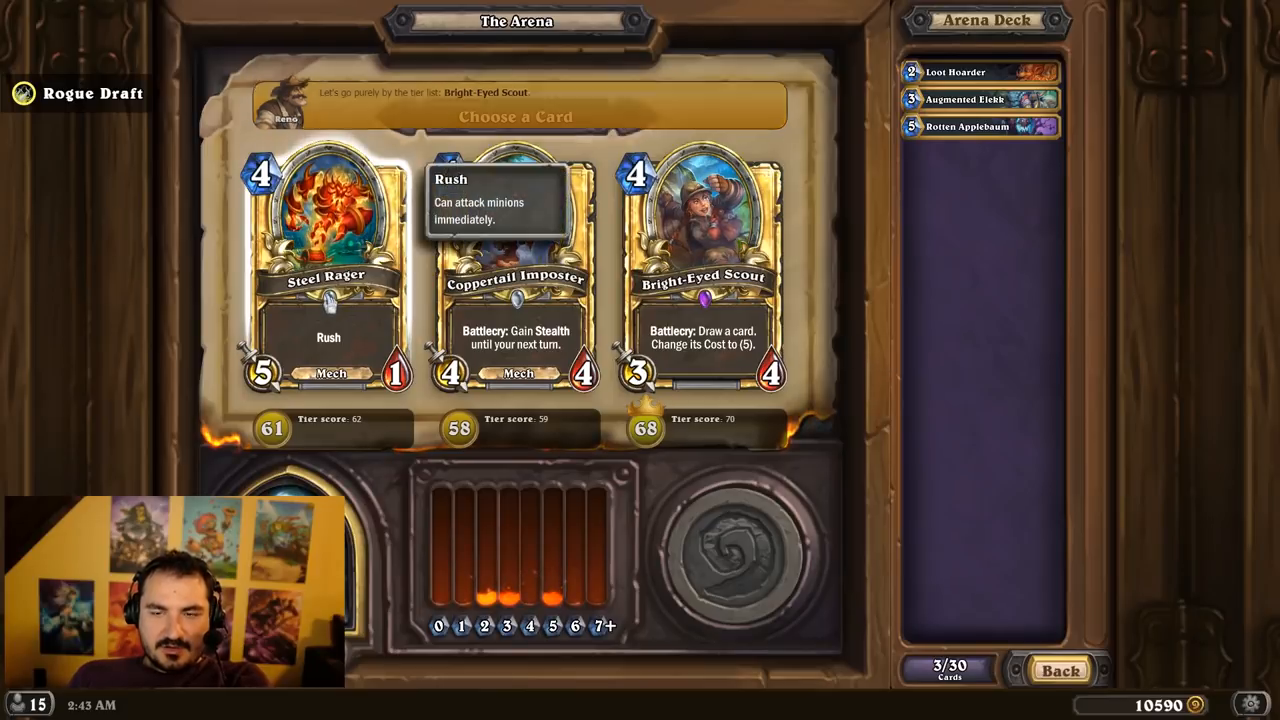 The Arena
Arena Deck
Rogue Draft
Reno
Let's go purely by the tier list: Bright-Eyed Scout.
Choose a Card
2 Loot Hoarder
3 Augmented Elekk
5 Rotten Applebaum
4
Steel Rager
Rush
5 Mech 1
Rush
Can attack minions
immediately.
Coppertail Imposter
Battlecry: Gain Stealth
until your next turn.
4 Mech 4
4
Bright-Eyed Scout
Battlecry: Draw a card.
Change its Cost to (5).
3 4
61 Tier score: 62
58 Tier score: 59
68 Tier score: 70
0 1 2 3 4 5 6 7+
3/30
Cards
Back
15
2:43 AM
10590